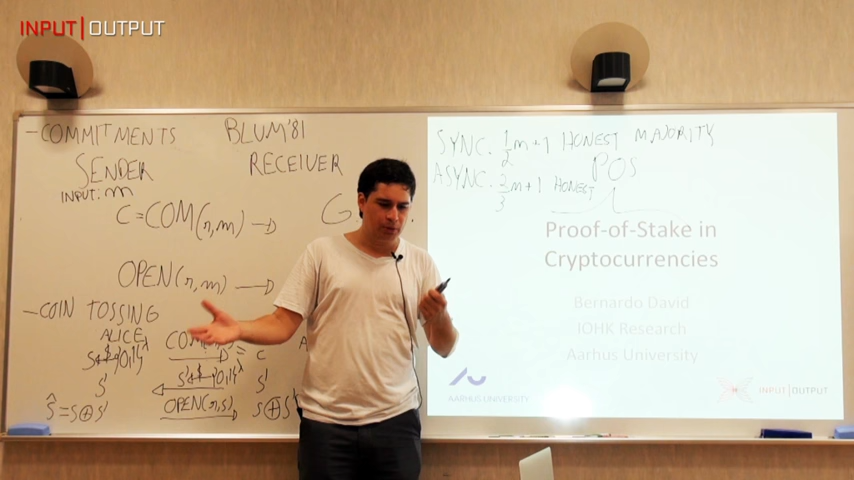 INPUT|OUTPUT
- COMMITMENTS BLUM'81
SENDER RECEIVER
INPUT: m
C = COM(r,m) →
OPEN(r,m) →
- COIN TOSSING
ALICE
OPEN(r,s)
Ŝ = S⊕S'
S⊕S'
SYNC. 1/2 n+1 HONEST MAJORITY
ASYNC. 2/3 n+1 HONEST
POS
Proof-of-Stake in
Cryptocurrencies
Bernardo David
IOHK Research
Aarhus University
AARHUS UNIVERSITY
INPUT|OUTPUT